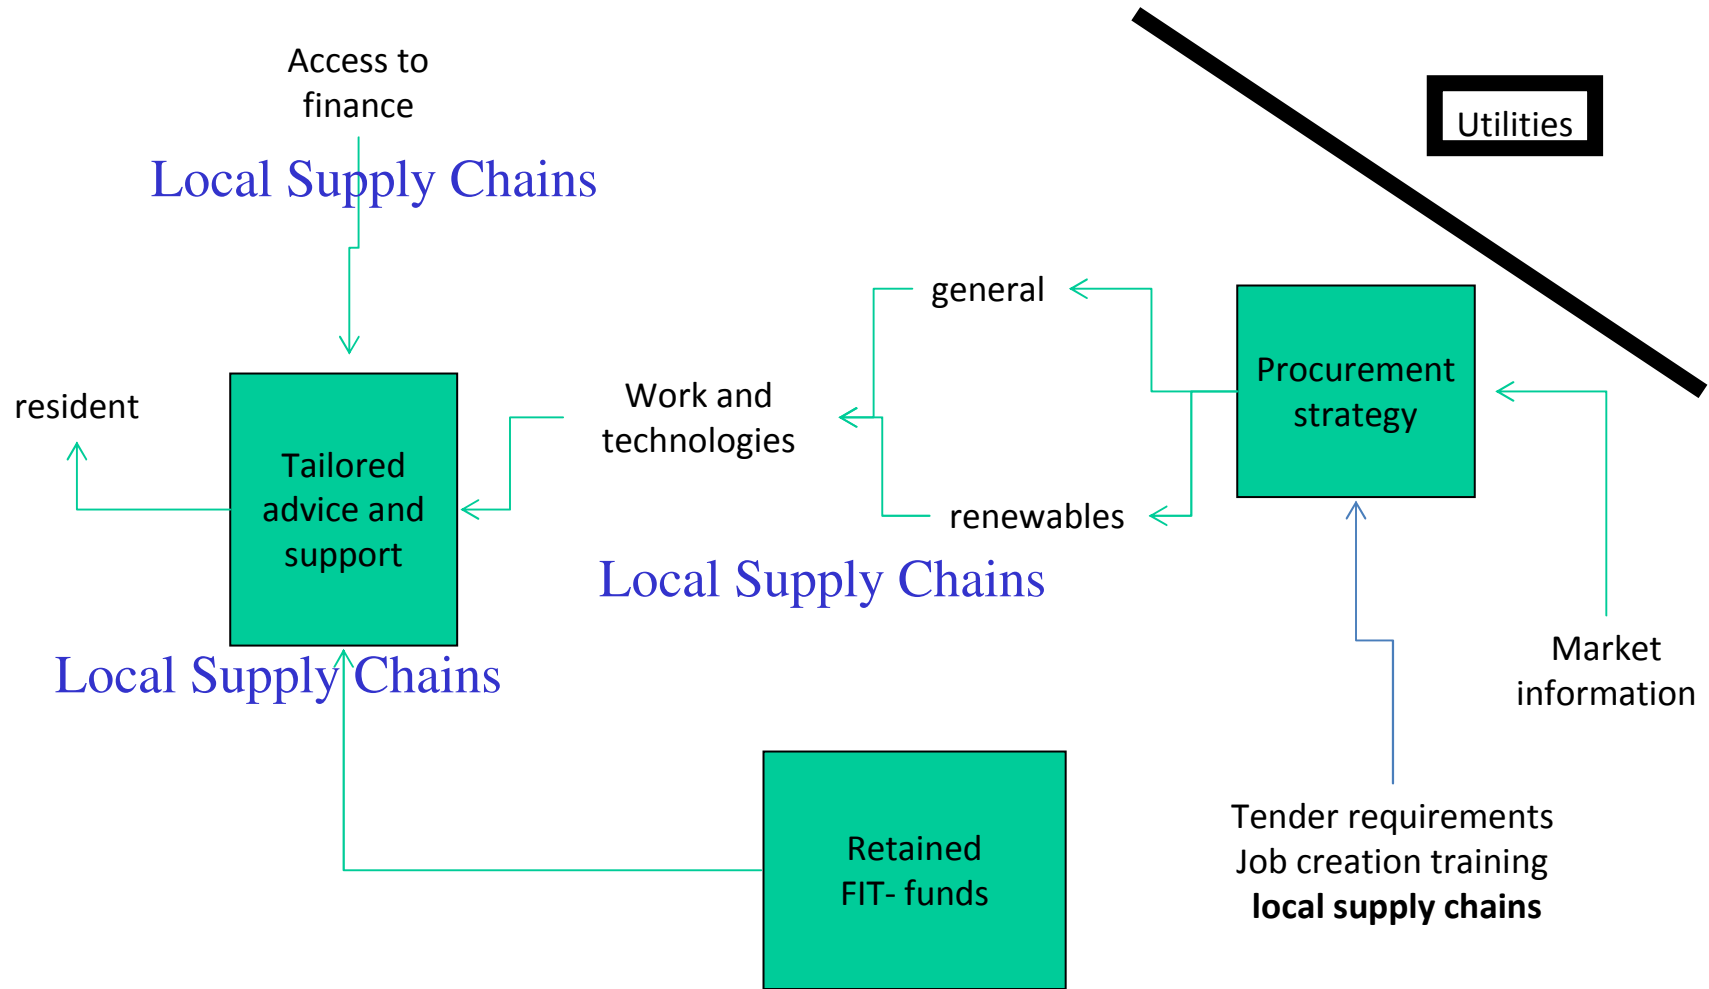 Access to
finance
Utilities
Local Supply Chains
general
Procurement
strategy
resident
Work and
technologies
Tailored
advice and
support
renewables
Local Supply Chains
Local Supply Chains
Market
information
Retained
FIT- funds
Tender requirements
Job creation training
local supply chains